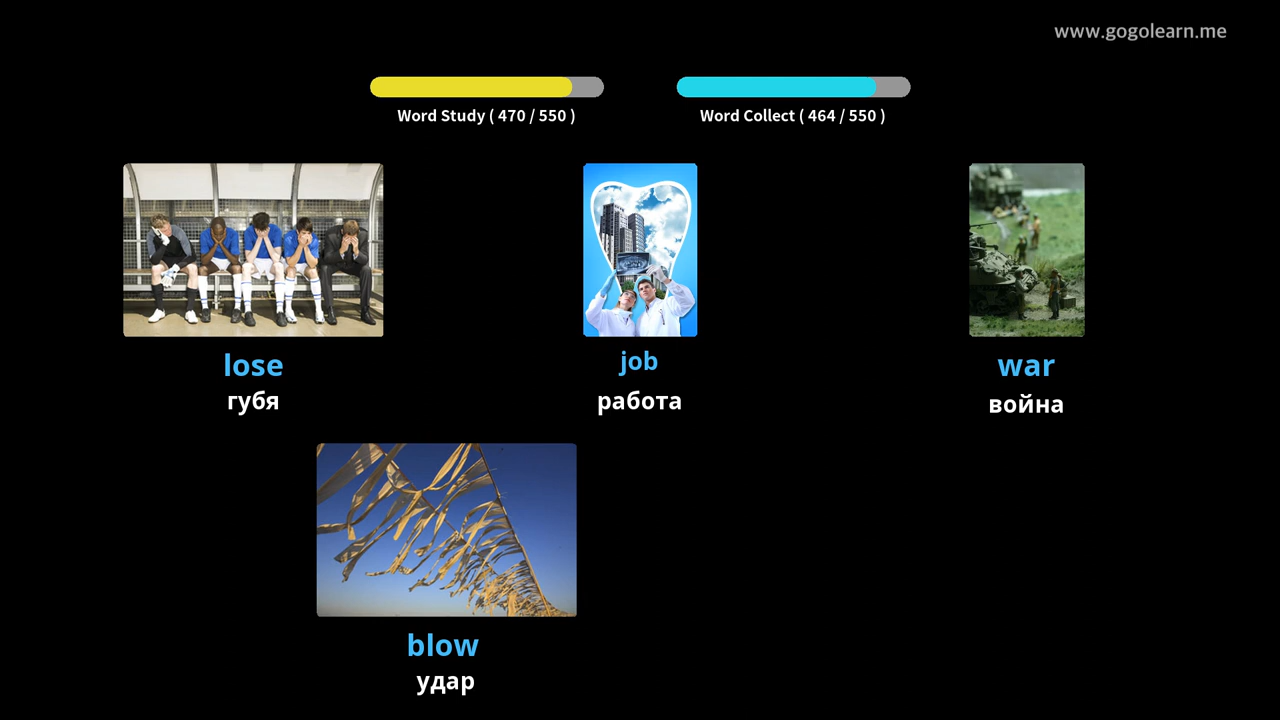 www.gogolearn.me
Word Study ( 470 / 550 )
Word Collect ( 464 / 550 )
lose
губя
job
работа
war
война
blow
удар